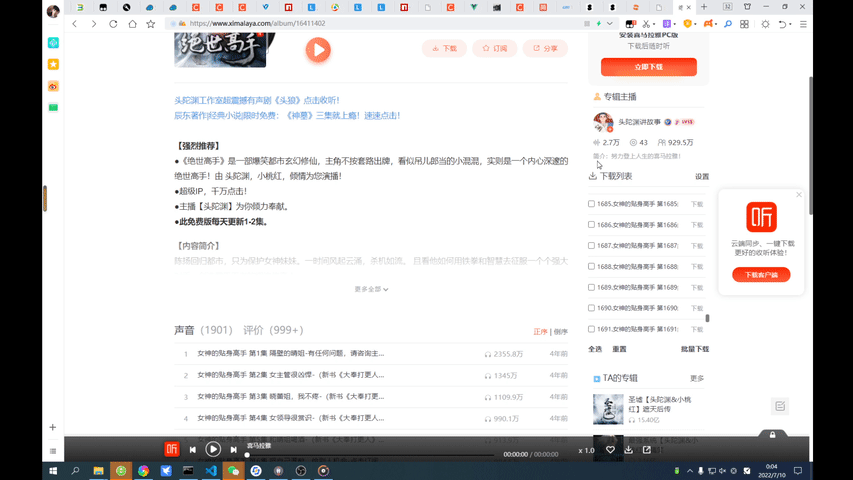 https://www.ximalaya.com/album/16411402
绝世高手
下载
订阅
分享
头陀渊工作室超震撼有声剧《头狼》点击收听!
辰东著作|经典小说|限时免费:《神墓》三集就上瘾!速速点击!
【强烈推荐】
●《绝世高手》是一部爆笑都市玄幻修仙,主角不按套路出牌,看似吊儿郎当的小混混,实则是一个内心深邃的
绝世高手!由 头陀渊,小桃红,倾情为您演播!
●超级IP,千万点击!
●主播【头陀渊】为你倾力奉献。
●此免费版每天更新1-2集。
【内容简介】
更多全部
声音 (1901) 评价 (999+)
正序 | 倒序
1 女神的贴身高手 第1集 隔壁的晴姐-有任何问题,请咨询主... 2355.8万 4年前
2 女神的贴身高手 第2集 女主管很凶悍-(新书《大奉打更人... 1345万 4年前
3 女神的贴身高手 第3集 晓蕾姐,我不疼-(新书《大奉打... 1109.9万 4年前
4 女神的贴身高手 第4集 女领导很赏识-(新书《大奉打更... 990.1万 4年前
安装喜马拉雅PC版
下载后随时听
立即下载
专辑主播
头陀渊讲故事
2.7万 43 929.5万
简介:努力登上人生的喜马拉雅!
下载列表 设置
1685.女神的贴身高手 第1685: 下载
1686.女神的贴身高手 第1686: 下载
1687.女神的贴身高手 第1687: 下载
1688.女神的贴身高手 第1688: 下载
1689.女神的贴身高手 第1689: 下载
1690.女神的贴身高手 第1690: 下载
1691.女神的贴身高手 第1691: 下载
全选 重置 批量下载
TA的专辑 更多
圣墟【头陀渊&小桃
红】遮天后传
15.40亿
听
云端同步,一键下载
更好的收听体验!
下载客户端
喜马拉雅
00:00:00 / 00:00:00
x 1.0
0:04
2022/7/10